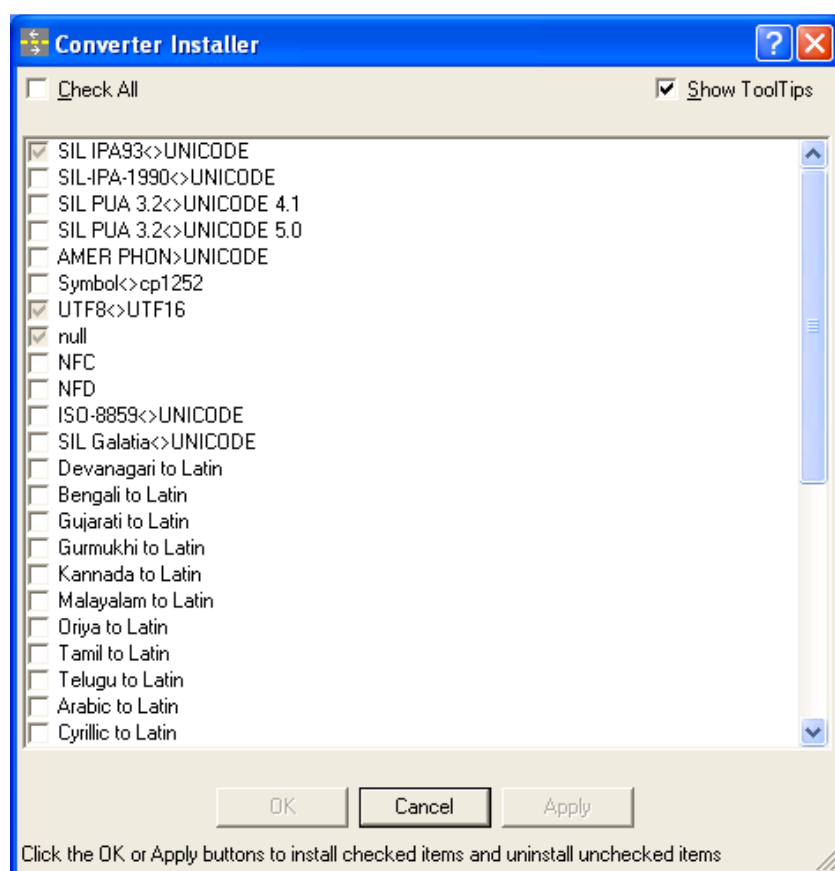 Converter Installer
Check All
Show ToolTips
SIL IPA93<>UNICODE
SIL-IPA-1990<>UNICODE
SIL PUA 3.2<>UNICODE 4.1
SIL PUA 3.2<>UNICODE 5.0
AMER PHON>UNICODE
Symbol<>cp1252
UTF8<>UTF16
null
NFC
NFD
ISO-8859<>UNICODE
SIL Galatia<>UNICODE
Devanagari to Latin
Bengali to Latin
Gujarati to Latin
Gurmukhi to Latin
Kannada to Latin
Malayalam to Latin
Oriya to Latin
Tamil to Latin
Telugu to Latin
Arabic to Latin
Cyrillic to Latin
OK Cancel Apply
Click the OK or Apply buttons to install checked items and uninstall unchecked items